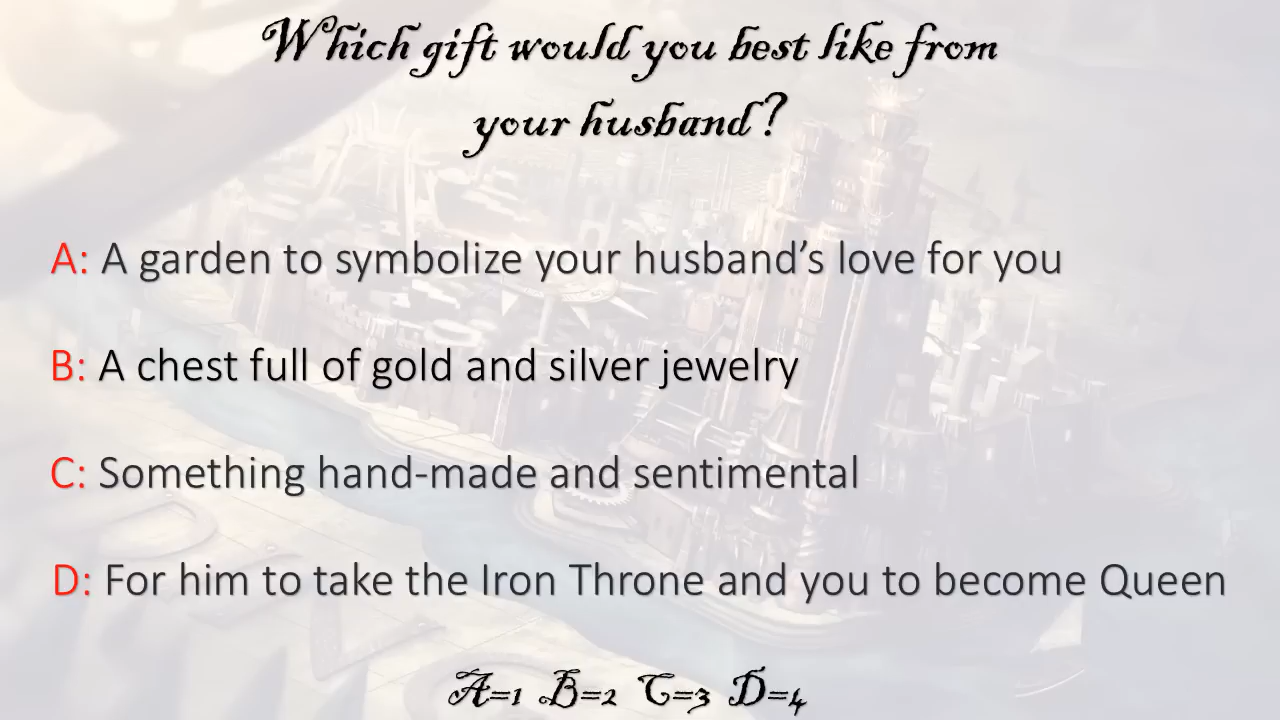 Which gift would you best like from
your husband?
A: A garden to symbolize your husband’s love for you
B: A chest full of gold and silver jewelry
C: Something hand-made and sentimental
D: For him to take the Iron Throne and you to become Queen
A=1 B=2 C=3 D=4